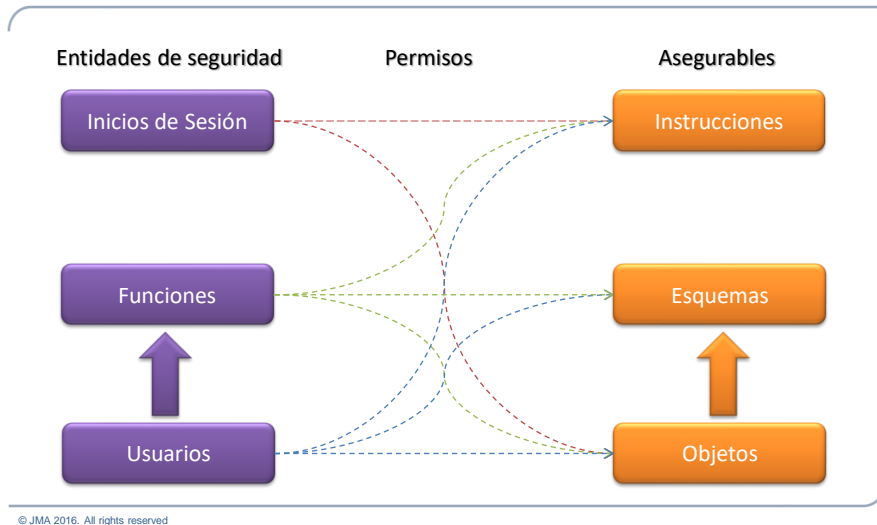 Entidades de seguridad
Permisos
Asegurables
Inicios de Sesión
Instrucciones
Funciones
Esquemas
Usuarios
Objetos
© JMA 2016. All rights reserved